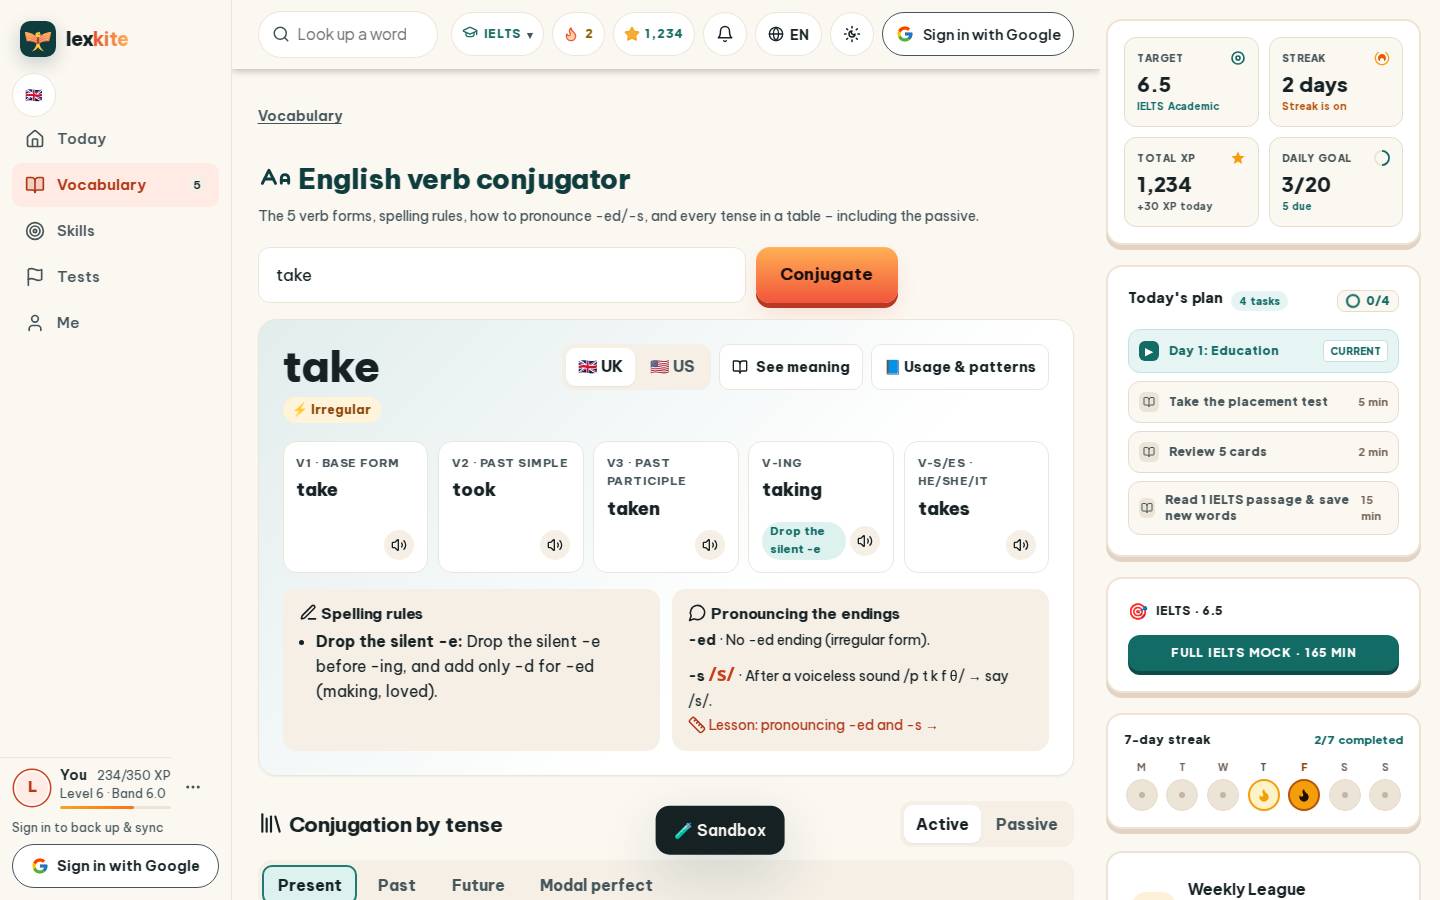 lexkite
Today
Vocabulary 5
Skills
Tests
Me
L
You 234/350 XP
Level 6 · Band 6.0
Sign in to back up & sync
Sign in with Google
Look up a word
IELTS ▾
2
1,234
EN
Sign in with Google
Vocabulary
English verb conjugator
The 5 verb forms, spelling rules, how to pronounce -ed/-s, and every tense in a table – including the passive.
take
Conjugate
take
🇬🇧 UK
🇺🇸 US
See meaning
📘 Usage & patterns
⚡ Irregular
V1 · BASE FORM
take
V2 · PAST SIMPLE
took
V3 · PAST
PARTICIPLE
taken
V-ING
taking
Drop the
silent -e
V-S/ES ·
HE/SHE/IT
takes
Spelling rules
• Drop the silent -e: Drop the silent -e
before -ing, and add only -d for -ed
(making, loved).
Pronouncing the endings
-ed · No -ed ending (irregular form).
-s /s/ · After a voiceless sound /p t k f θ/ → say
/s/.
Lesson: pronouncing -ed and -s →
Conjugation by tense
Active
Passive
🧪 Sandbox
Present
Past
Future
Modal perfect
TARGET
6.5
IELTS Academic
STREAK
2 days
Streak is on
TOTAL XP
1,234
+30 XP today
DAILY GOAL
3/20
5 due
Today's plan 4 tasks 0/4
Day 1: Education CURRENT
Take the placement test 5 min
Review 5 cards 2 min
Read 1 IELTS passage & save 15
new words min
🎯 IELTS · 6.5
FULL IELTS MOCK · 165 MIN
7-day streak 2/7 completed
M T W T F S S
Weekly League